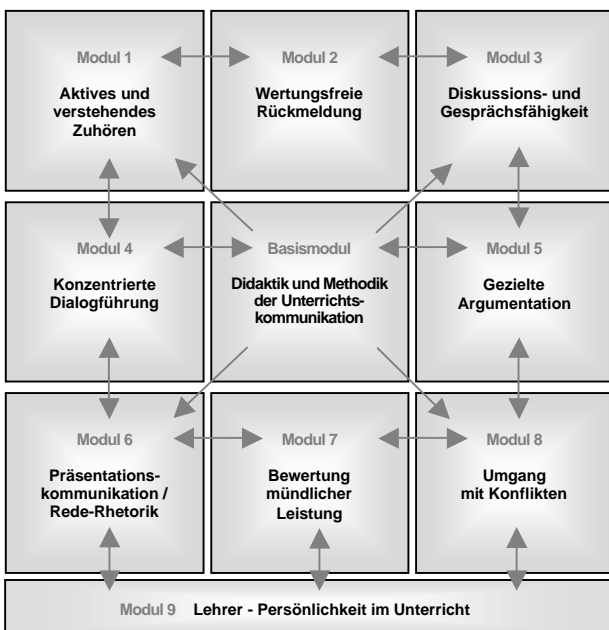 Modul 1
Aktives und
verstehendes
Zuhören
Modul 2
Wertungsfreie
Rückmeldung
Modul 3
Diskussions- und
Gesprächsfähigkeit
Modul 4
Konzentrierte
Dialogführung
Basismodul
Didaktik und Methodik
der Unterrichts-
kommunikation
Modul 5
Gezielte
Argumentation
Modul 6
Präsentations-
kommunikation /
Rede-Rhetorik
Modul 7
Bewertung
mündlicher
Leistung
Modul 8
Umgang
mit Konflikten
Modul 9 Lehrer - Persönlichkeit im Unterricht